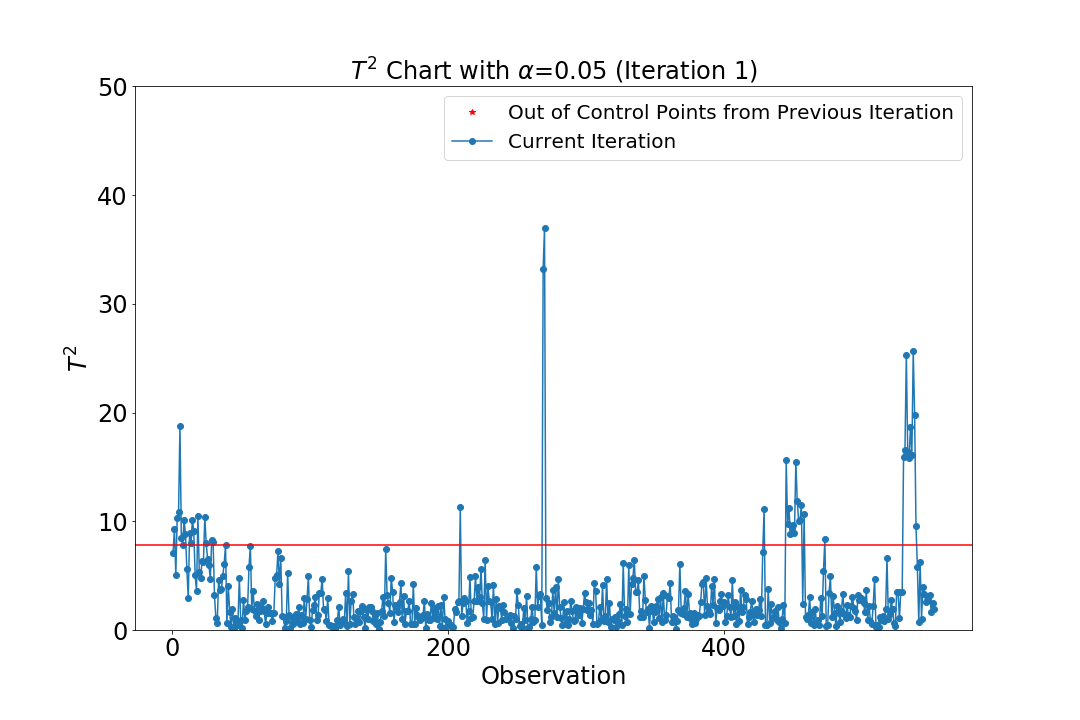 T² Chart with α=0.05 (Iteration 1)
Out of Control Points from Previous Iteration
Current Iteration
50
40
30
20
10
0
T²
0 200 400
Observation